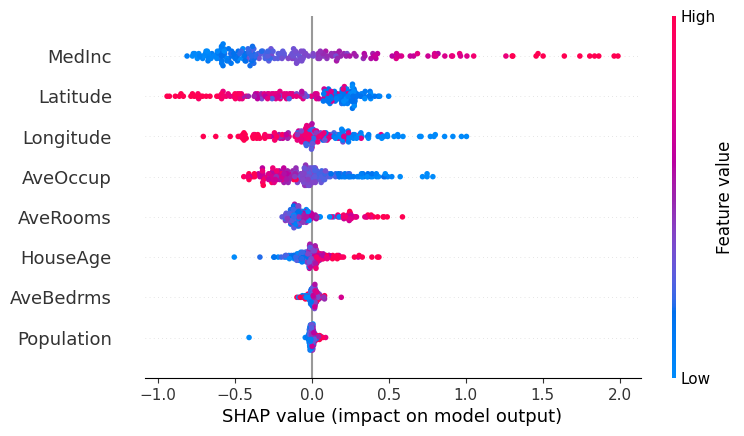 High
MedInc
Latitude
Longitude
AveOccup
AveRooms
HouseAge
AveBedrms
Population
Feature value
Low
−1.0 −0.5 0.0 0.5 1.0 1.5 2.0
SHAP value (impact on model output)